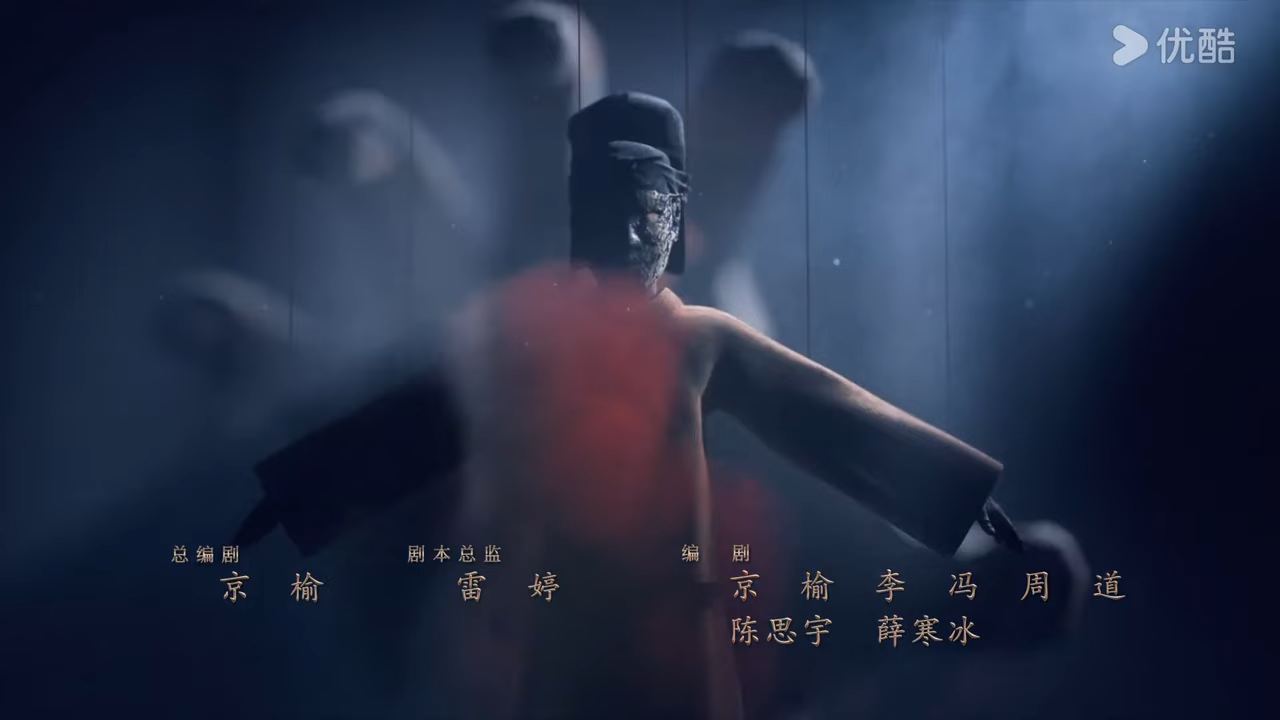 优酷
总编剧
京榆
剧本总监
雷婷
编剧
京榆 李冯 周道
陈思宇 薛寒冰